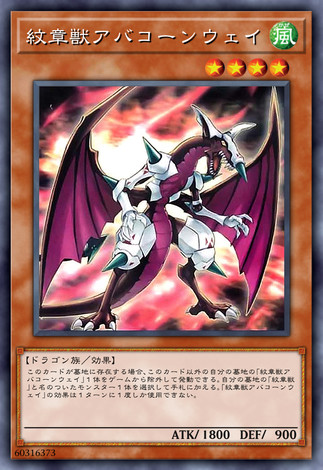 紋章獣アバコーンウェイ 風
【ドラゴン族／効果】
このカードが墓地に存在する場合、このカード以外の自分の墓地の「紋章獣
アバコーンウェイ」１体をゲームから除外して発動できる。自分の墓地の「紋章獣」
と名のついたモンスター１体を選択して手札に加える。「紋章獣アバコーンウェ
イ」の効果は１ターンに１度しか使用できない。
ATK/ 1800 DEF/ 900
60316373